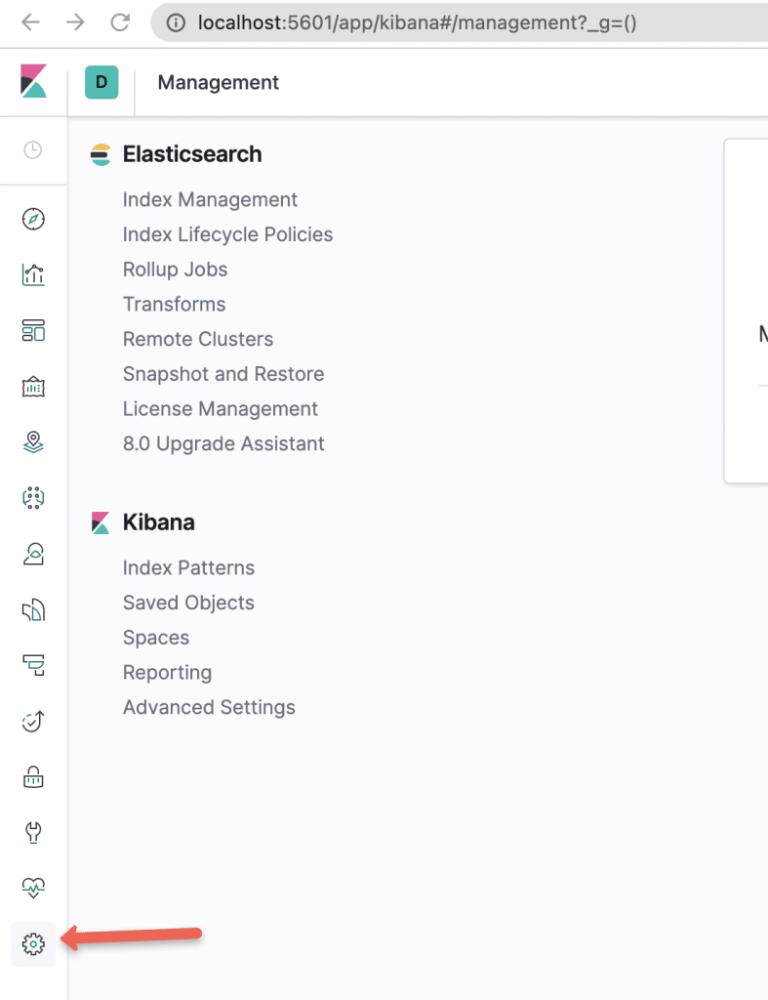 localhost:5601/app/kibana#/management?_g=()
D
Management
Elasticsearch
Index Management
Index Lifecycle Policies
Rollup Jobs
Transforms
Remote Clusters
Snapshot and Restore
License Management
8.0 Upgrade Assistant
Kibana
Index Patterns
Saved Objects
Spaces
Reporting
Advanced Settings